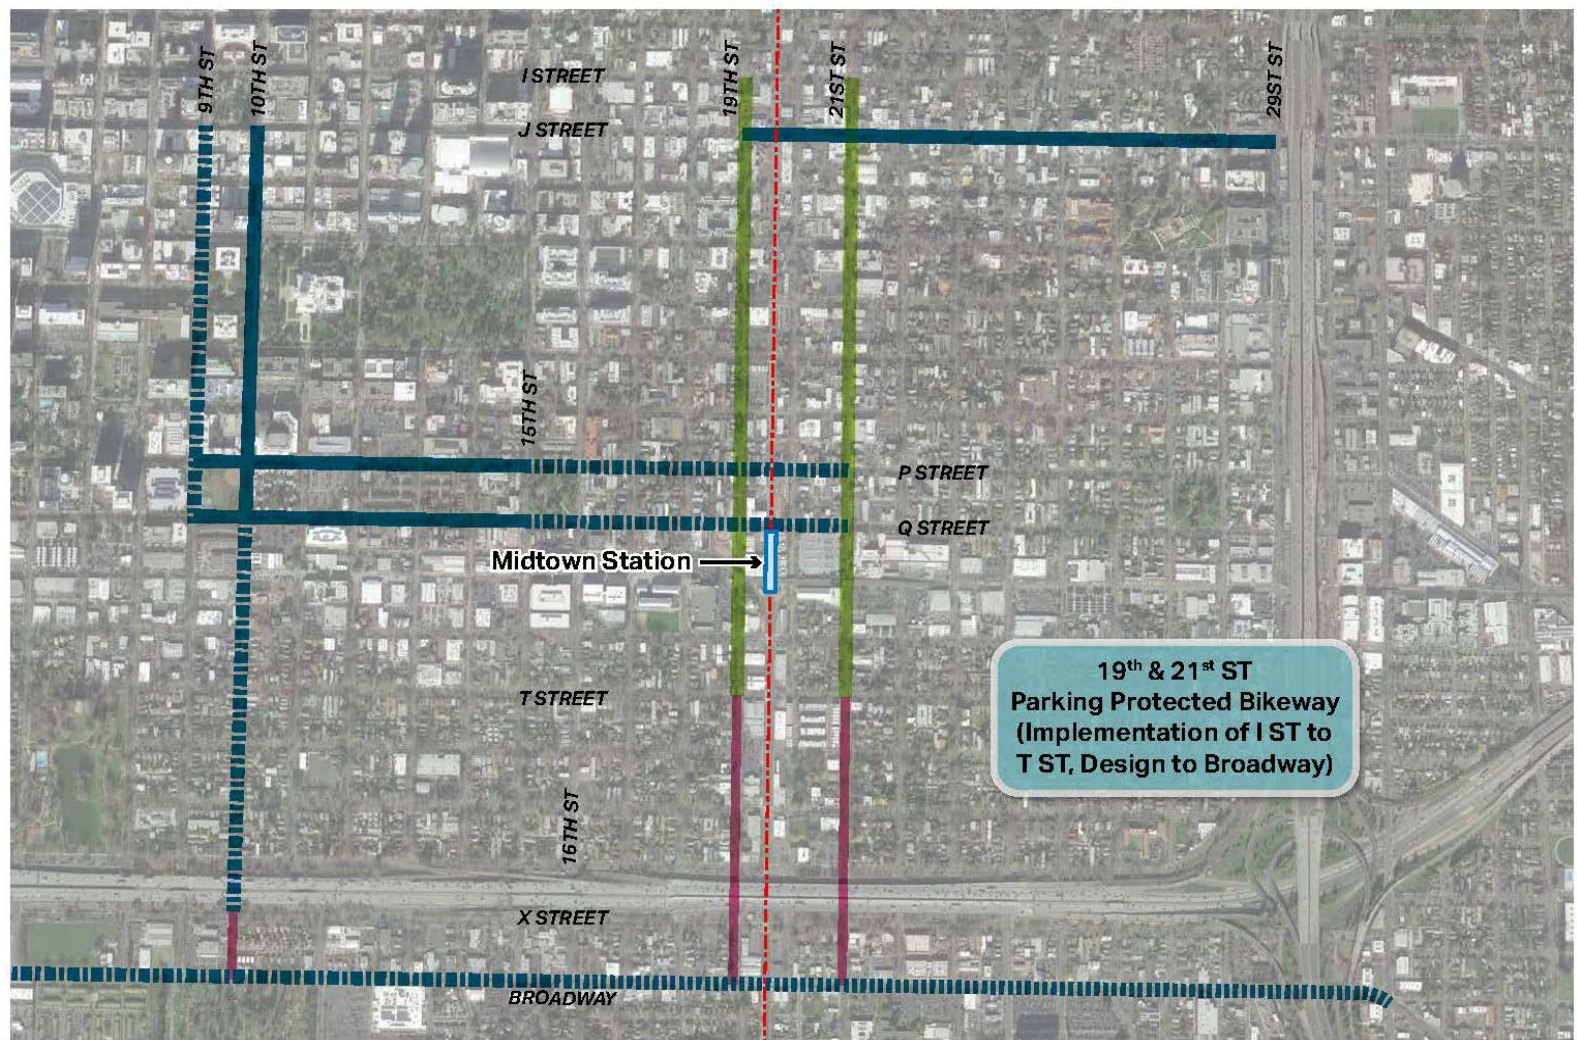 9TH ST
10TH ST
I STREET
J STREET
19TH ST
21ST ST
29ST ST
15TH ST
P STREET
Q STREET
Midtown Station
T STREET
19th & 21st ST
Parking Protected Bikeway
(Implementation of I ST to
T ST, Design to Broadway)
16TH ST
X STREET
BROADWAY